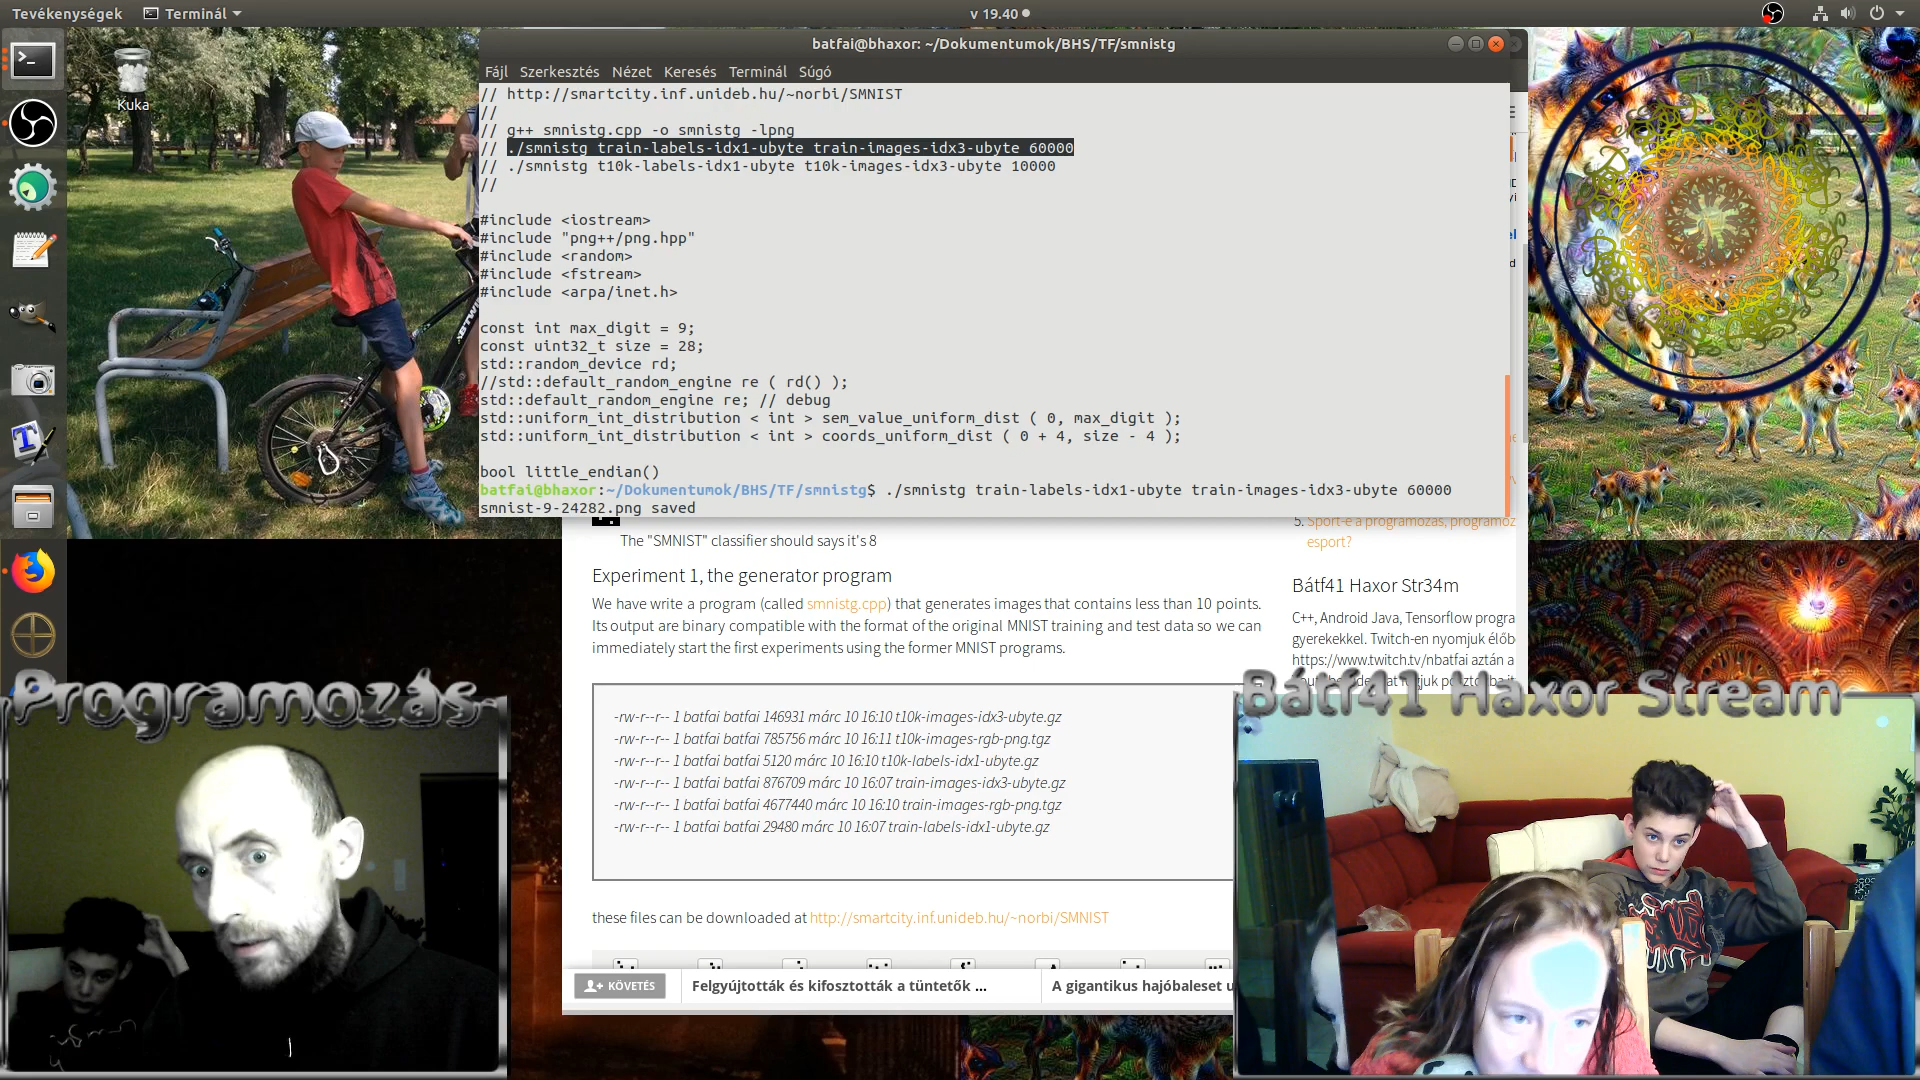 Tevékenységek
Terminál
v 19.40
Kuka
batfai@bhaxor: ~/Dokumentumok/BHS/TF/smnistg
Fájl Szerkesztés Nézet Keresés Terminál Súgó
// http://smartcity.inf.unideb.hu/~norbi/SMNIST
//
// g++ smnistg.cpp -o smnistg -lpng
// ./smnistg train-labels-idx1-ubyte train-images-idx3-ubyte 60000
// ./smnistg t10k-labels-idx1-ubyte t10k-images-idx3-ubyte 10000
//
#include <iostream>
#include "png++/png.hpp"
#include <random>
#include <fstream>
#include <arpa/inet.h>
const int max_digit = 9;
const uint32_t size = 28;
std::random_device rd;
//std::default_random_engine re ( rd() );
std::default_random_engine re; // debug
std::uniform_int_distribution < int > sem_value_uniform_dist ( 0, max_digit );
std::uniform_int_distribution < int > coords_uniform_dist ( 0 + 4, size - 4 );
bool little_endian()
batfai@bhaxor:~/Dokumentumok/BHS/TF/smnistg$ ./smnistg train-labels-idx1-ubyte train-images-idx3-ubyte 60000
smnist-9-24282.png saved
The "SMNIST" classifier should says it's 8
Experiment 1, the generator program
We have write a program (called smnistg.cpp) that generates images that contains less than 10 points.
Its output are binary compatible with the format of the original MNIST training and test data so we can
immediately start the first experiments using the former MNIST programs.
-rw-r--r-- 1 batfai batfai 146931 márc 10 16:10 t10k-images-idx3-ubyte.gz
-rw-r--r-- 1 batfai batfai 785756 márc 10 16:11 t10k-images-rgb-png.tgz
-rw-r--r-- 1 batfai batfai 5120 márc 10 16:10 t10k-labels-idx1-ubyte.gz
-rw-r--r-- 1 batfai batfai 876709 márc 10 16:07 train-images-idx3-ubyte.gz
-rw-r--r-- 1 batfai batfai 4677440 márc 10 16:10 train-images-rgb-png.tgz
-rw-r--r-- 1 batfai batfai 29480 márc 10 16:07 train-labels-idx1-ubyte.gz
these files can be downloaded at http://smartcity.inf.unideb.hu/~norbi/SMNIST
KÖVETÉS
Felgyújtották és kifosztották a tüntetők ...
A gigantikus hajóbaleset u
5. Sport-e a programozás, programoz
esport?
Bátf41 Haxor Str34m
C++, Android Java, Tensorflow progra
gyerekekkel. Twitch-en nyomjuk élőb
https://www.twitch.tv/nbatfai aztán a
Programozás
Bátf41 Haxor Stream